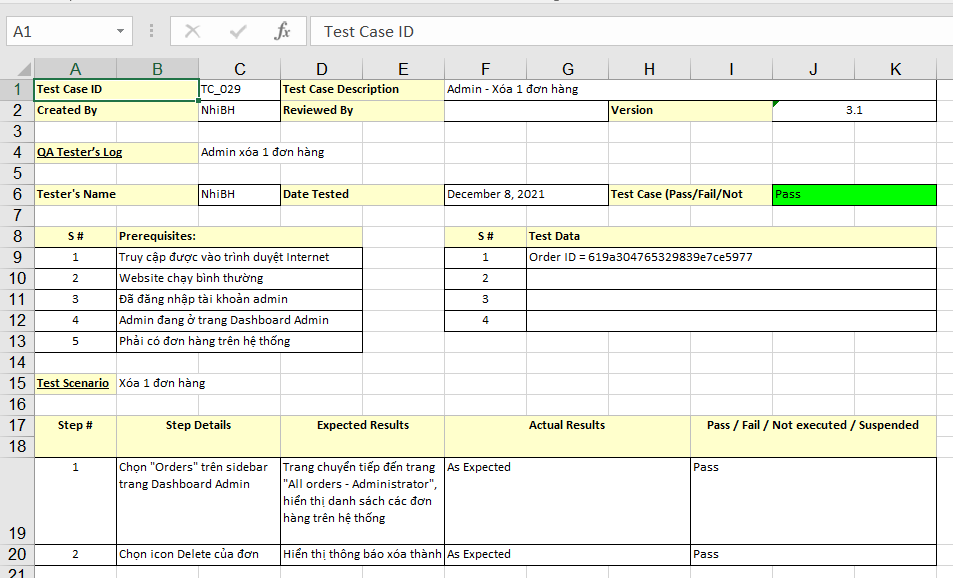 A1
fx
Test Case ID
A B C D E F G H I J K
1 Test Case ID TC_029 Test Case Description Admin - Xóa 1 đơn hàng
2 Created By NhiBH Reviewed By Version 3.1
3
4 QA Tester's Log Admin xóa 1 đơn hàng
5
6 Tester's Name NhiBH Date Tested December 8, 2021 Test Case (Pass/Fail/Not Pass
7
8 S # Prerequisites: S # Test Data
9 1 Truy cập được vào trình duyệt Internet 1 Order ID = 619a304765329839e7ce5977
10 2 Website chạy bình thường 2
11 3 Đã đăng nhập tài khoản admin 3
12 4 Admin đang ở trang Dashboard Admin 4
13 5 Phải có đơn hàng trên hệ thống
14
15 Test Scenario Xóa 1 đơn hàng
16
17 Step # Step Details Expected Results Actual Results Pass / Fail / Not executed / Suspended
18
1 Chọn "Orders" trên sidebar Trang chuyển tiếp đến trang As Expected Pass
trang Dashboard Admin "All orders - Administrator",
hiển thị danh sách các đơn
hàng trên hệ thống
19
20 2 Chọn icon Delete của đơn Hiển thị thông báo xóa thành As Expected Pass
21